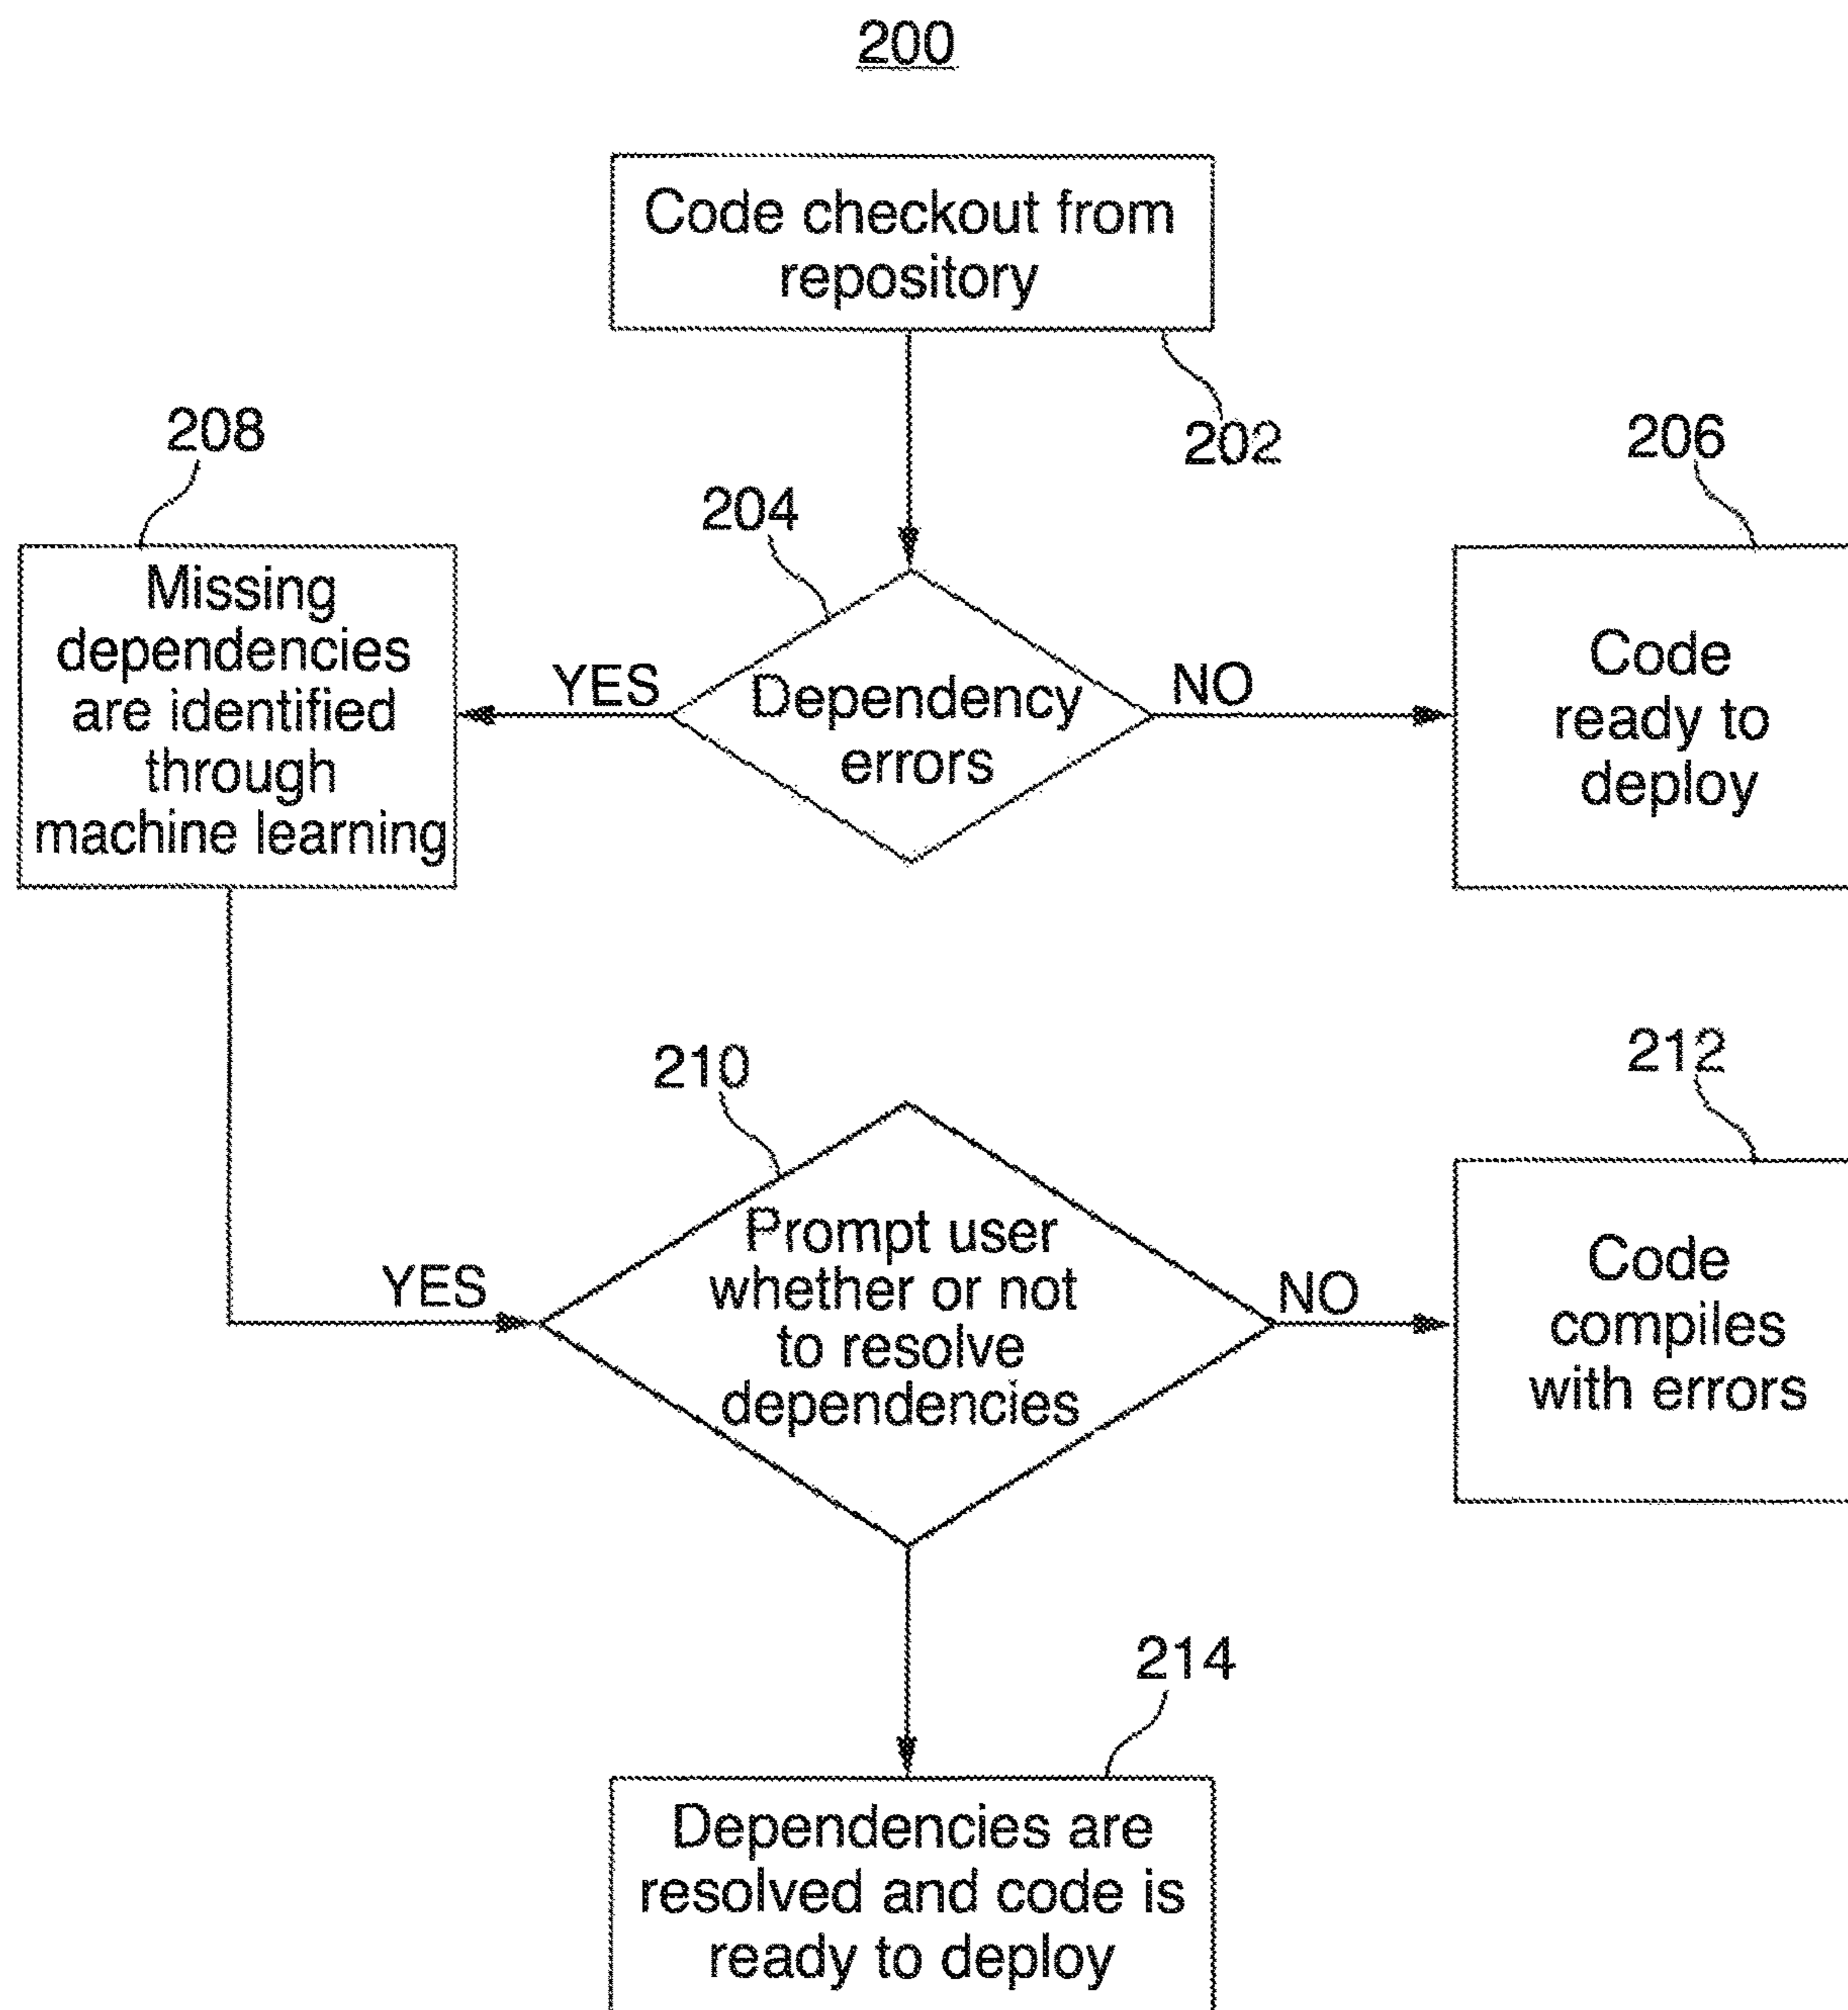 200
Code checkout from
repository
202
208
204
206
Missing
dependencies
are identified
through
machine learning
YES
Dependency
errors
NO
Code
ready to
deploy
210
212
YES
Prompt user
whether or not
to resolve
dependencies
NO
Code
compiles
with errors
214
Dependencies are
resolved and code is
ready to deploy